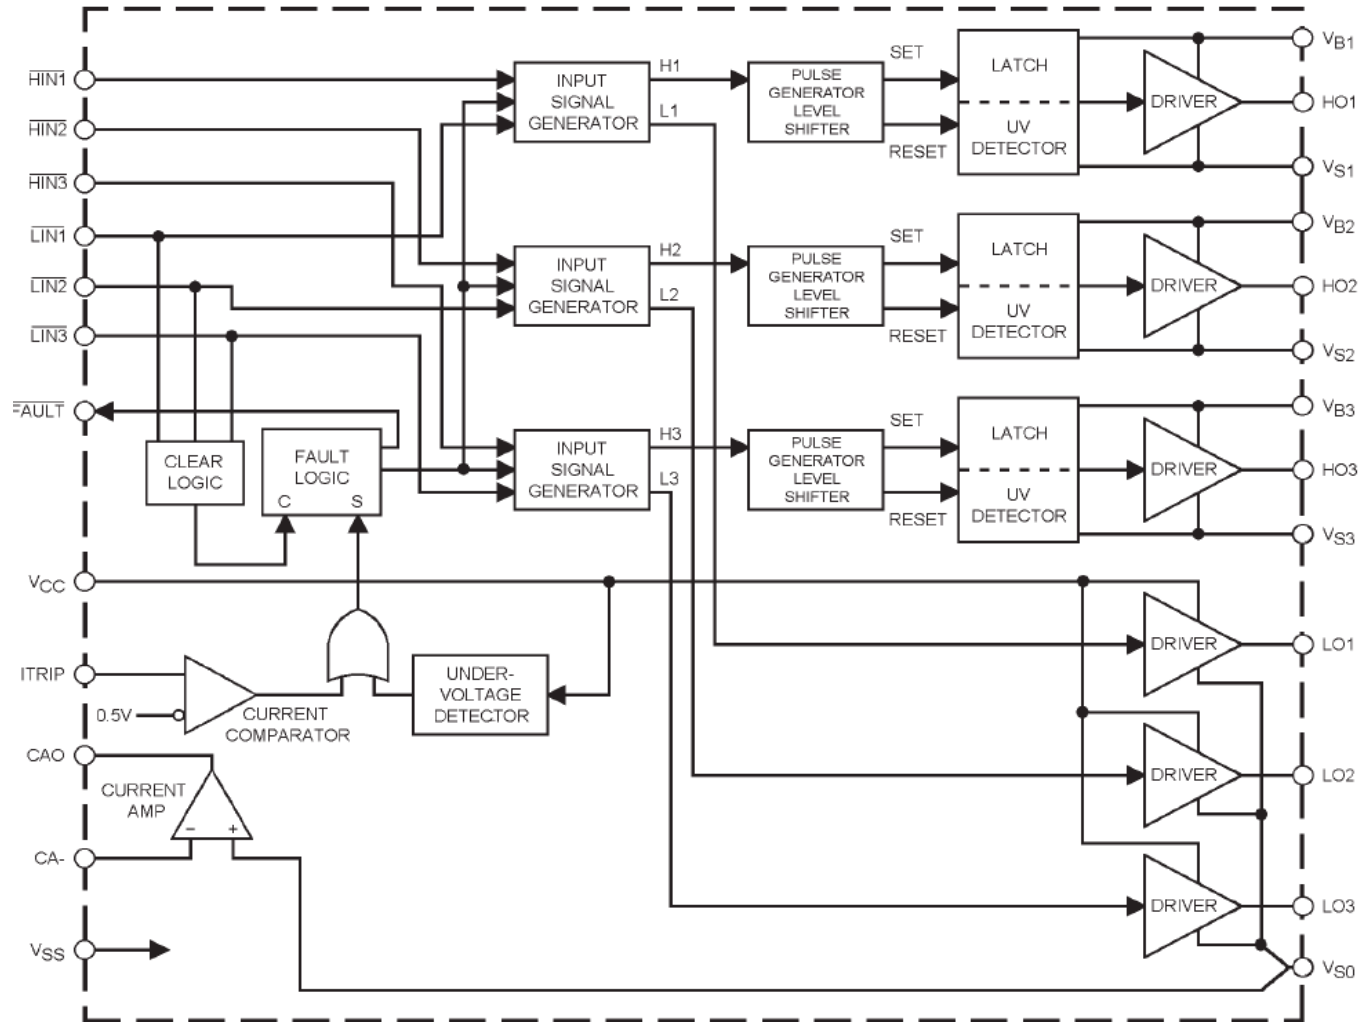 HIN1
HIN2
HIN3
LIN1
LIN2
LIN3
FAULT
VCC
ITRIP
0.5V
CAO
CA-
VSS
CLEAR
LOGIC
FAULT
LOGIC
C S
CURRENT
COMPARATOR
UNDER-
VOLTAGE
DETECTOR
CURRENT
AMP
- +
INPUT
SIGNAL
GENERATOR
H1
L1
PULSE
GENERATOR
LEVEL
SHIFTER
SET
RESET
LATCH
UV
DETECTOR
DRIVER
VB1
HO1
VS1
INPUT
SIGNAL
GENERATOR
H2
L2
PULSE
GENERATOR
LEVEL
SHIFTER
SET
RESET
LATCH
UV
DETECTOR
DRIVER
VB2
HO2
VS2
INPUT
SIGNAL
GENERATOR
H3
L3
PULSE
GENERATOR
LEVEL
SHIFTER
SET
RESET
LATCH
UV
DETECTOR
DRIVER
VB3
HO3
VS3
DRIVER
LO1
DRIVER
LO2
DRIVER
LO3
VS0